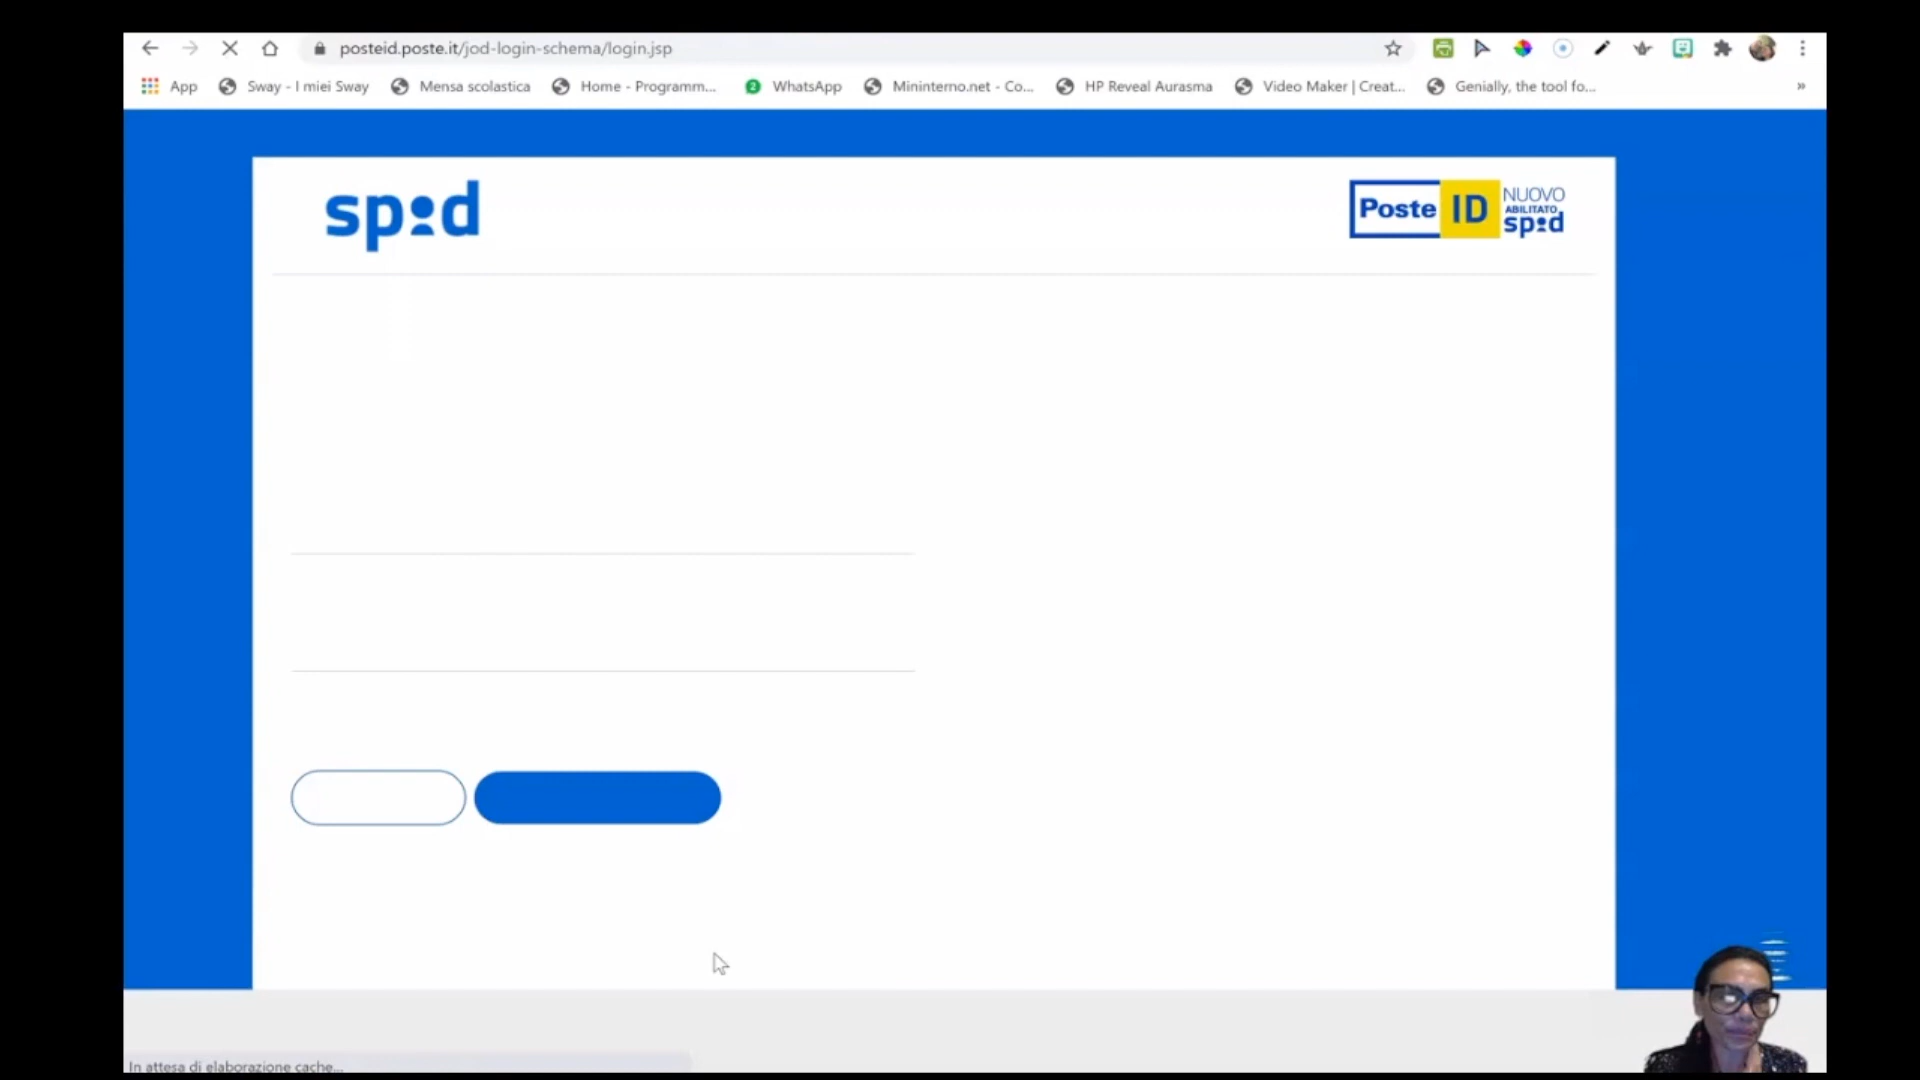 posteid.poste.it/jod-login-schema/login.jsp
App Sway - I miei Sway Mensa scolastica Home - Programm... 2 WhatsApp Mininterno.net - Co... HP Reveal Aurasma Video Maker | Creat... Genially, the tool fo... »
spid
Poste ID NUOVO
ABILITATO
spid
In attesa di elaborazione cache...